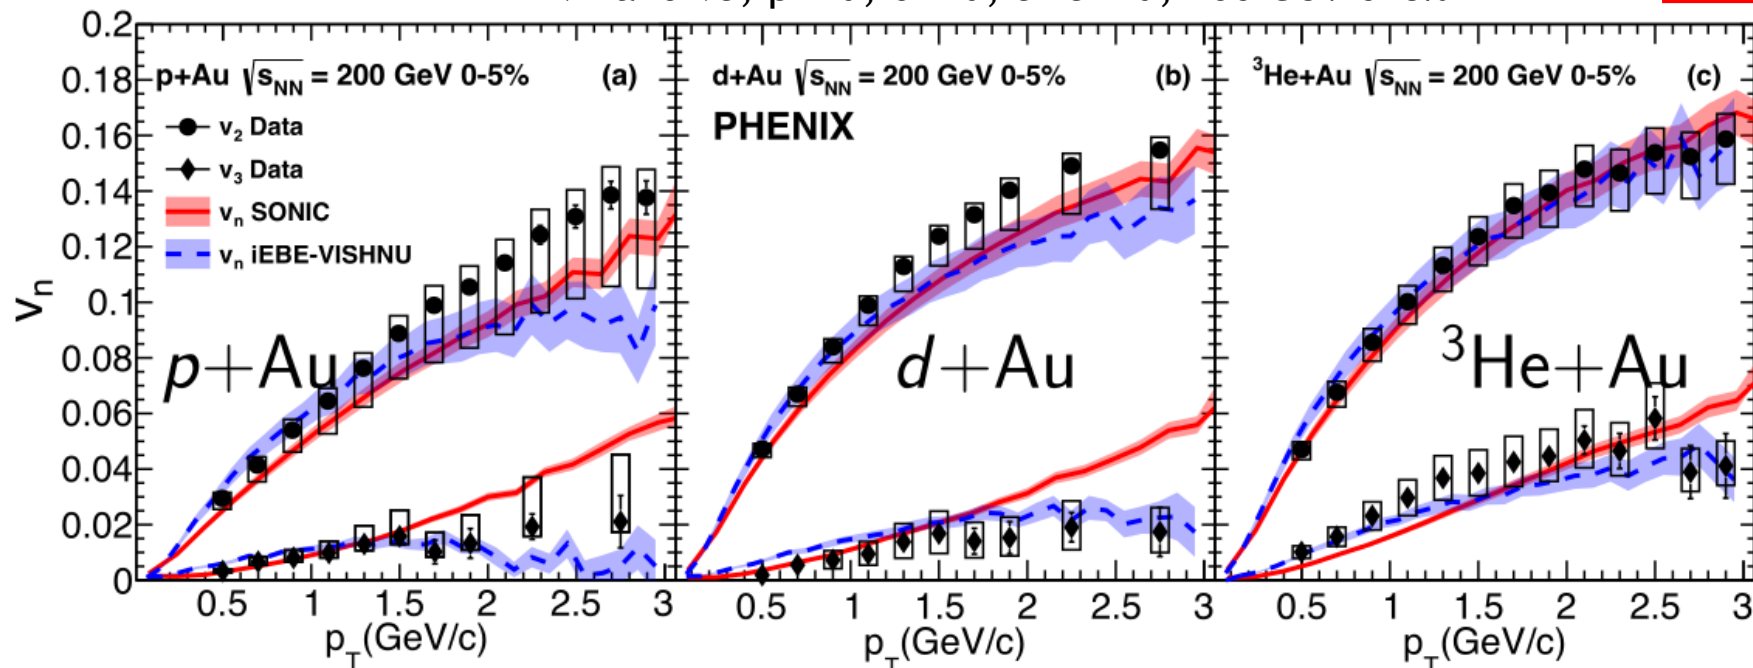 0.2
0.18
0.16
0.14
0.12
0.1
0.08
0.06
0.04
0.02
0
vn
p+Au √sNN = 200 GeV 0-5% (a)
v2 Data
v3 Data
vn SONIC
vn iEBE-VISHNU
p+Au
0.5 1 1.5 2 2.5 3
pT(GeV/c)
d+Au √sNN = 200 GeV 0-5% (b)
PHENIX
d+Au
0.5 1 1.5 2 2.5 3
pT(GeV/c)
3He+Au √sNN = 200 GeV 0-5% (c)
3He+Au
0.5 1 1.5 2 2.5 3
pT(GeV/c)